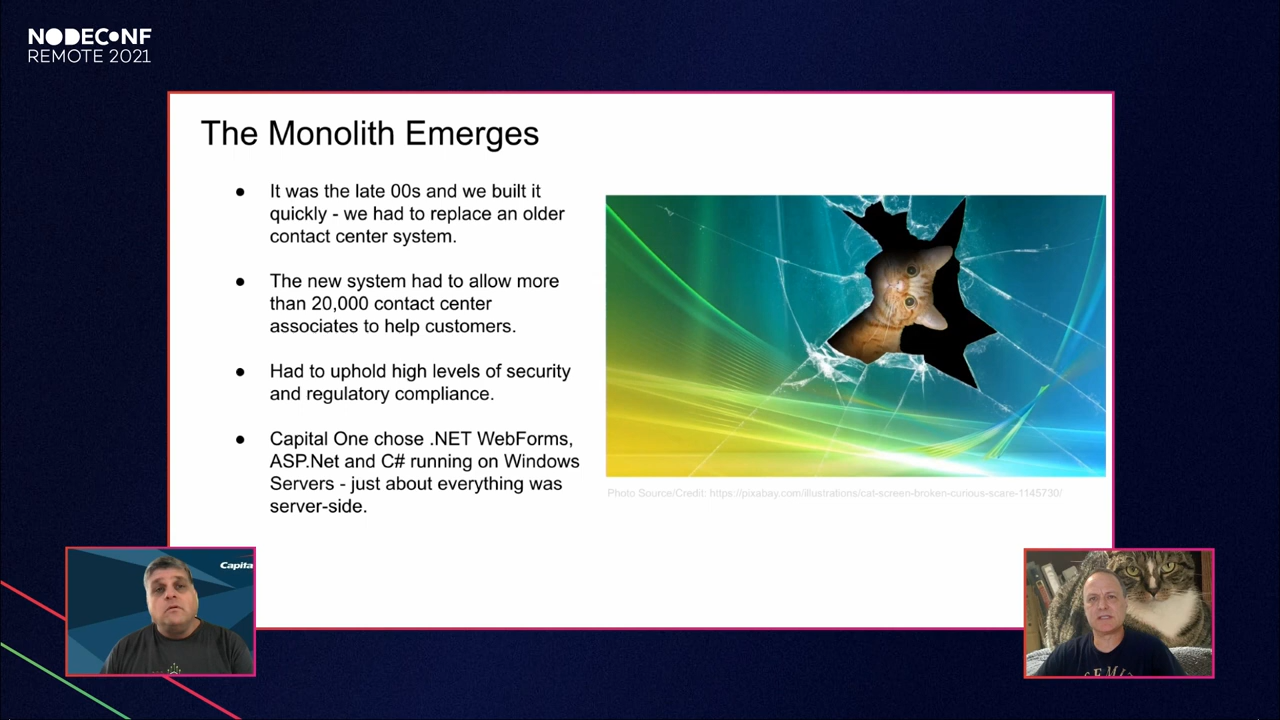 NODECONF
REMOTE 2021
The Monolith Emerges
● It was the late 00s and we built it
quickly - we had to replace an older
contact center system.
● The new system had to allow more
than 20,000 contact center
associates to help customers.
● Had to uphold high levels of security
and regulatory compliance.
● Capital One chose .NET WebForms,
ASP.Net and C# running on Windows
Servers - just about everything was
server-side.
Photo Source/Credit: https://pixabay.com/illustrations/cat-screen-broken-curious-scare-1145730/
Capita